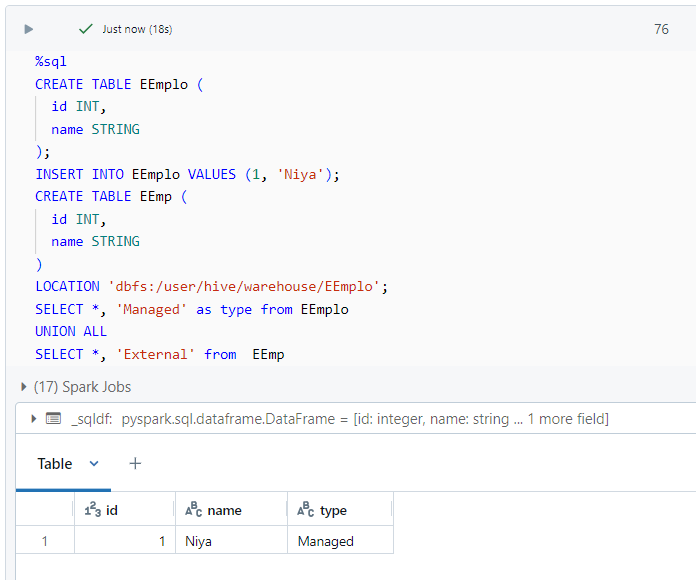 Just now (18s)
76
%sql
CREATE TABLE EEmplo (
id INT,
name STRING
);
INSERT INTO EEmplo VALUES (1, 'Niya');
CREATE TABLE EEmp (
id INT,
name STRING
)
LOCATION 'dbfs:/user/hive/warehouse/EEmplo';
SELECT *, 'Managed' as type from EEmplo
UNION ALL
SELECT *, 'External' from  EEmp
(17) Spark Jobs
_sqldf: pyspark.sql.dataframe.DataFrame = [id: integer, name: string ... 1 more field]
Table +
123 id ABC name ABC type
1 1 Niya Managed